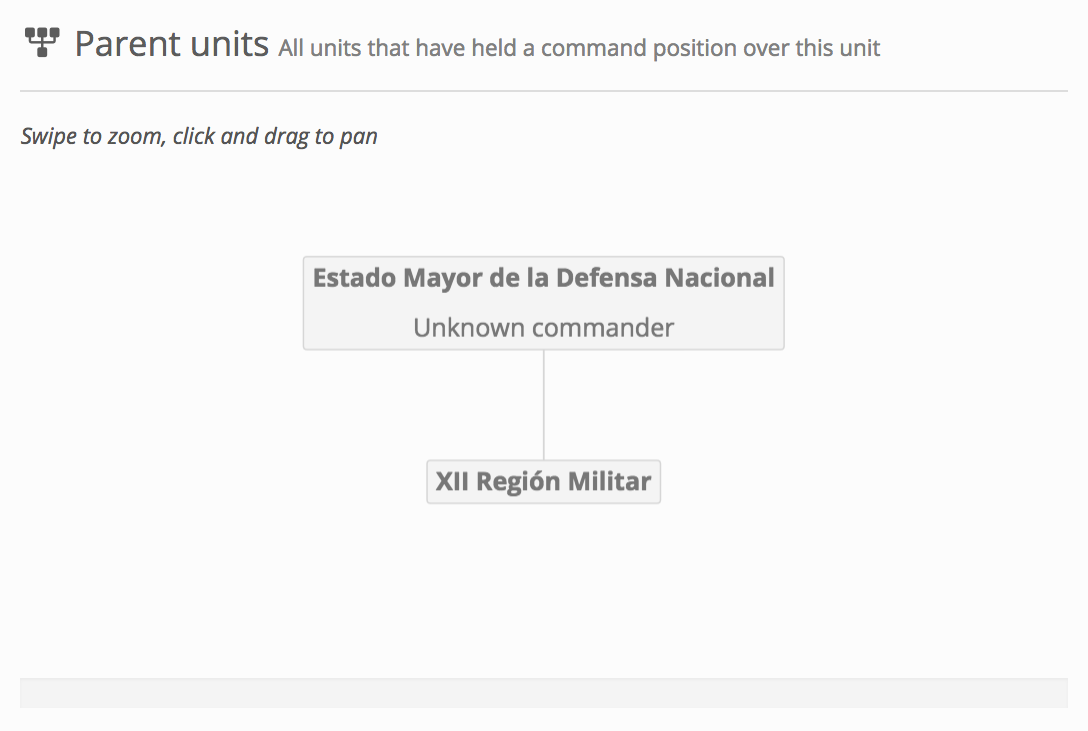 Parent units All units that have held a command position over this unit
Swipe to zoom, click and drag to pan
Estado Mayor de la Defensa Nacional
Unknown commander
XII Región Militar